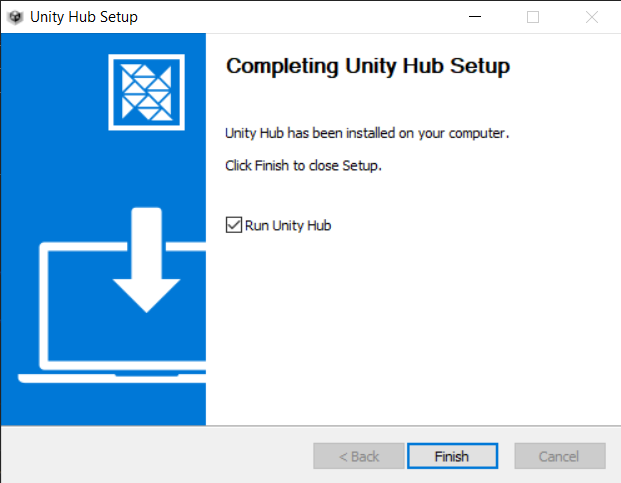 Unity Hub Setup
Completing Unity Hub Setup
Unity Hub has been installed on your computer.
Click Finish to close Setup.
Run Unity Hub
< Back
Finish
Cancel